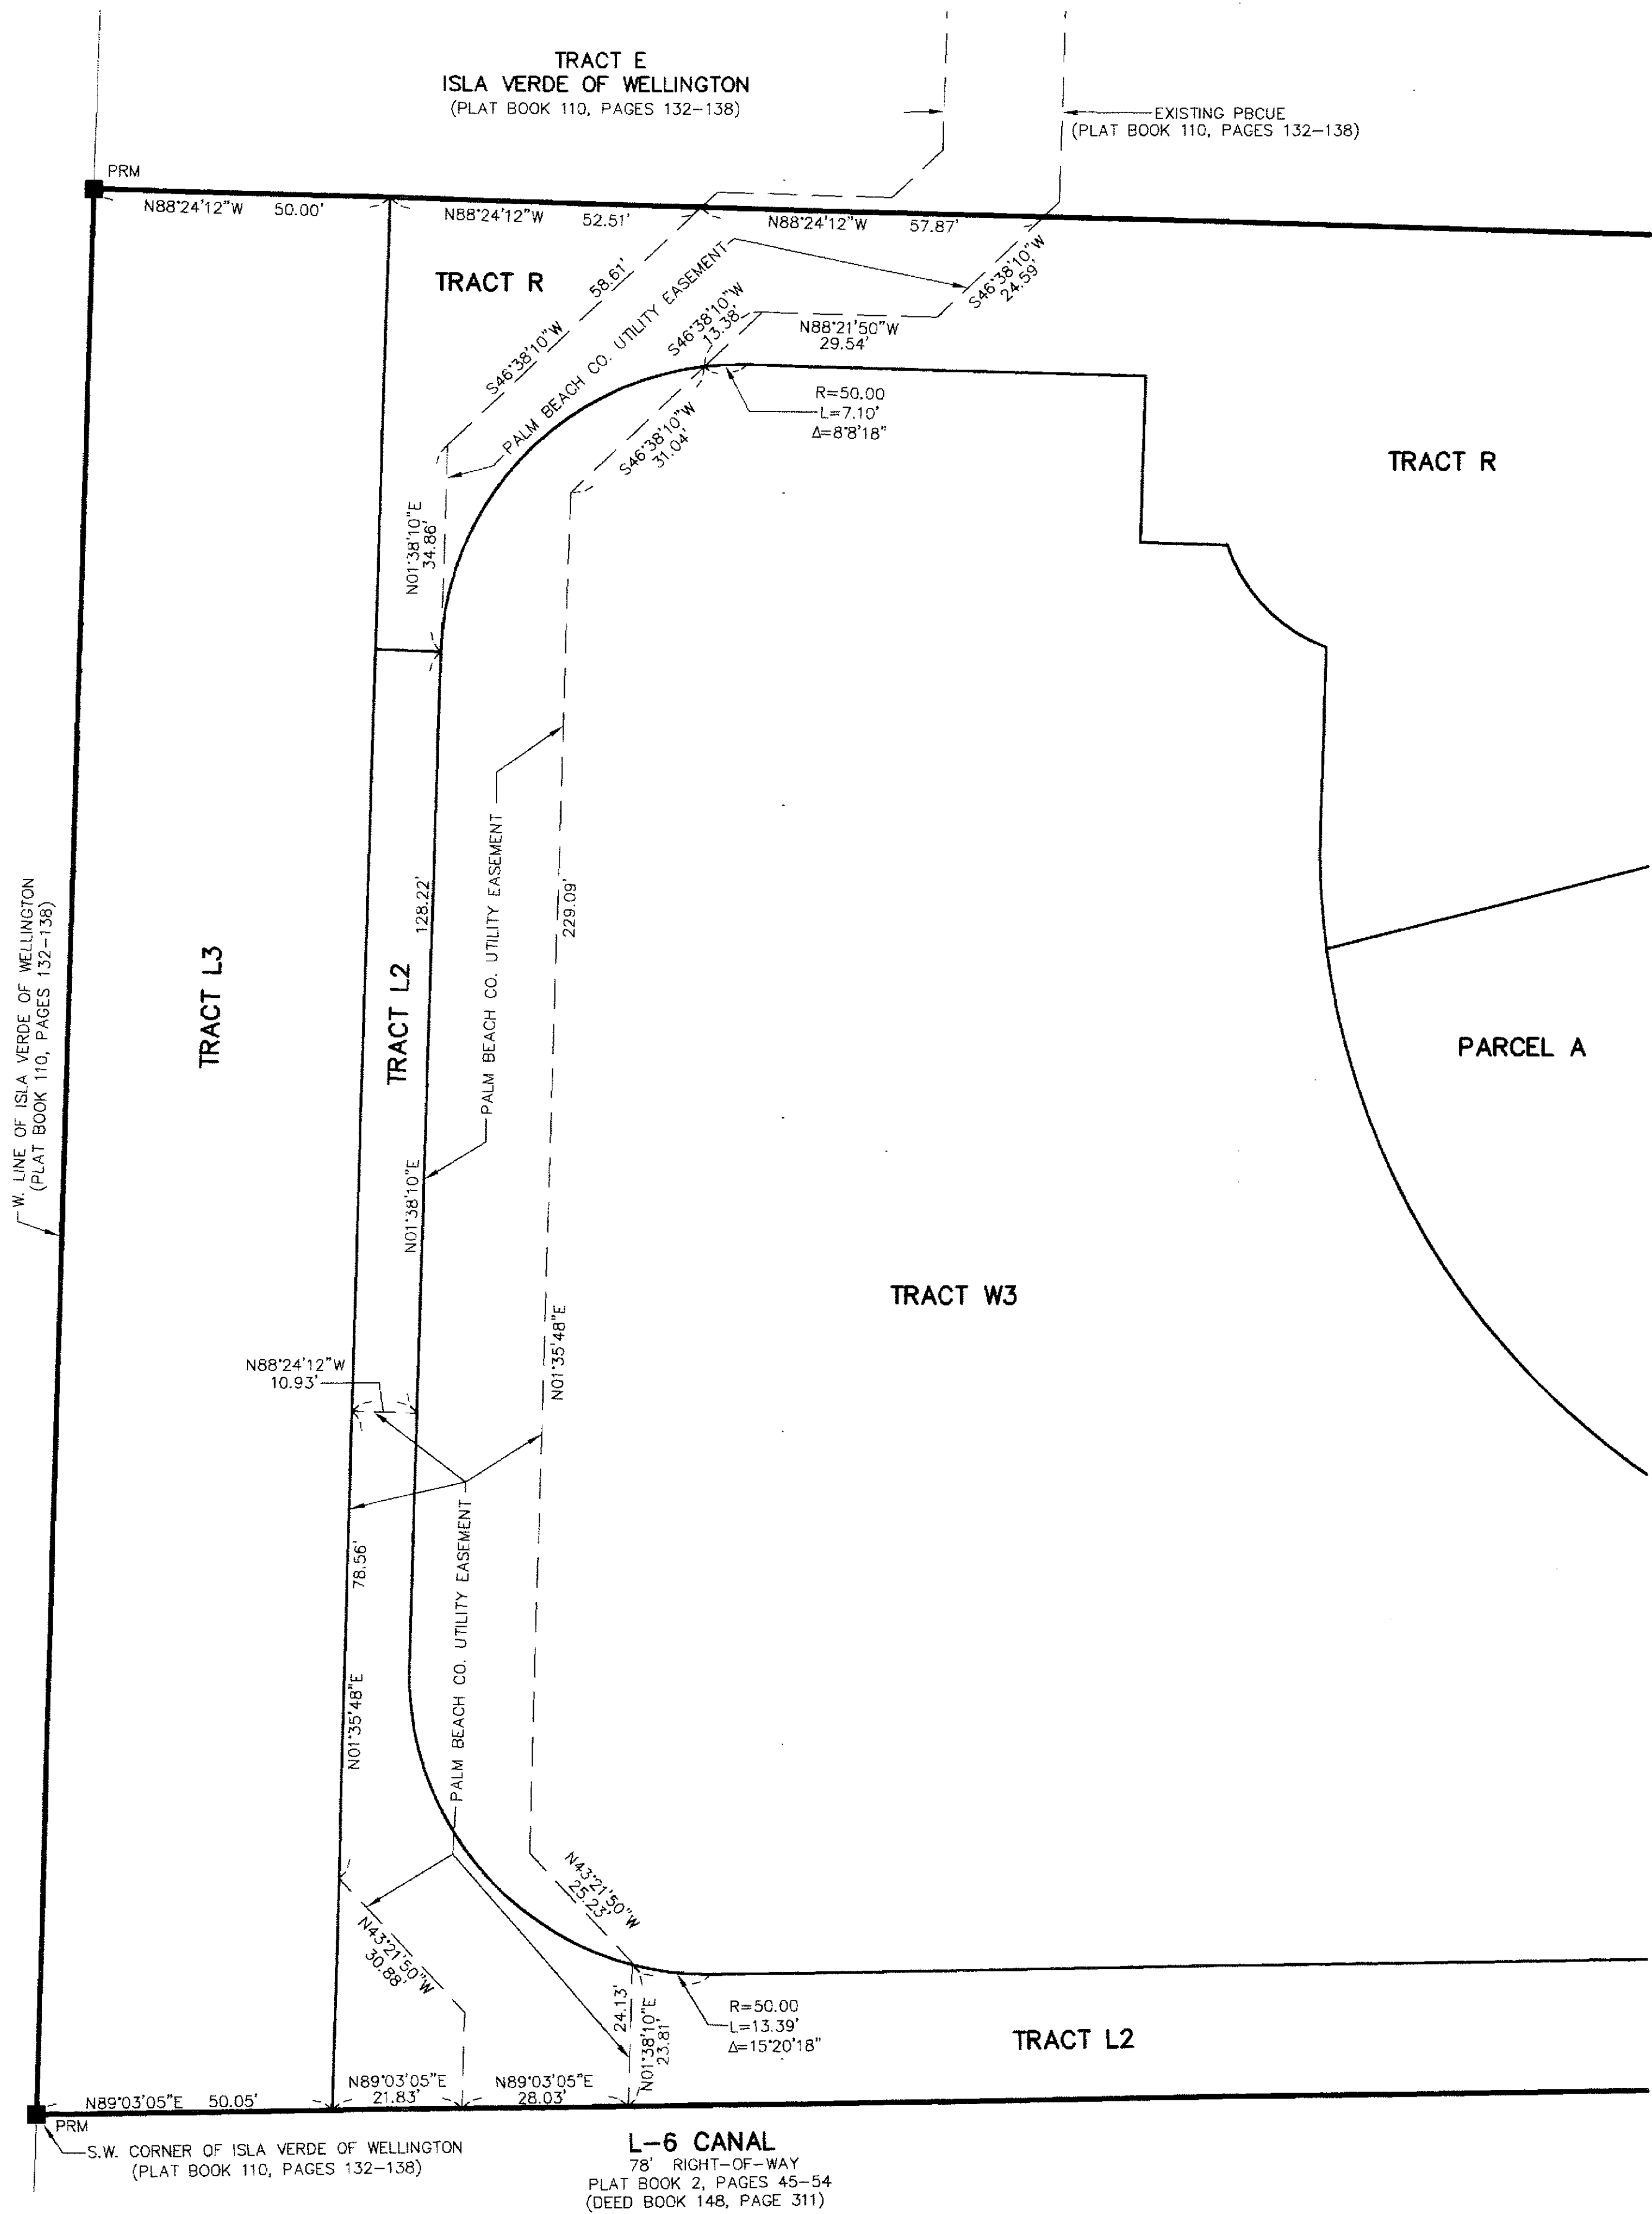 TRACT E
ISLA VERDE OF WELLINGTON
(PLAT BOOK 110, PAGES 132-138)
EXISTING PBCUE
(PLAT BOOK 110, PAGES 132-138)
PRM
N88°24'12"W 50.00'
N88°24'12"W 52.51'
N88°24'12"W 57.87'
TRACT R
S46°38'10"W 58.61'
PALM BEACH CO. UTILITY EASEMENT
S46°38'10"W
13.38'
S46°38'10"W
24.59'
N88°21'50"W
29.54'
R=50.00
L=7.10'
Δ=8°8'18"
S46°38'10"W
31.04'
TRACT R
N01°38'10"E
34.86'
W. LINE OF ISLA VERDE OF WELLINGTON
(PLAT BOOK 110, PAGES 132-138)
TRACT L3
TRACT L2
128.22'
N01°38'10"E
PALM BEACH CO. UTILITY EASEMENT
229.09'
N01°35'48"E
PARCEL A
TRACT W3
N88°24'12"W
10.93'
78.56'
N01°35'48"E
PALM BEACH CO. UTILITY EASEMENT
N43°21'50"W
25.23'
N43°21'50"W
30.88'
24.13'
N01°38'10"E
23.81'
R=50.00
L=13.39'
Δ=15°20'18"
TRACT L2
N89°03'05"E 50.05'
N89°03'05"E
21.83'
N89°03'05"E
28.03'
PRM
S.W. CORNER OF ISLA VERDE OF WELLINGTON
(PLAT BOOK 110, PAGES 132-138)
L-6 CANAL
78' RIGHT-OF-WAY
PLAT BOOK 2, PAGES 45-54
(DEED BOOK 148, PAGE 311)